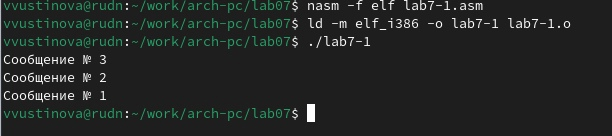 vvustinova@rudn:~/work/arch-pc/lab07$ nasm -f elf lab7-1.asm
vvustinova@rudn:~/work/arch-pc/lab07$ ld -m elf_i386 -o lab7-1 lab7-1.o
vvustinova@rudn:~/work/arch-pc/lab07$ ./lab7-1
Сообщение № 3
Сообщение № 2
Сообщение № 1
vvustinova@rudn:~/work/arch-pc/lab07$